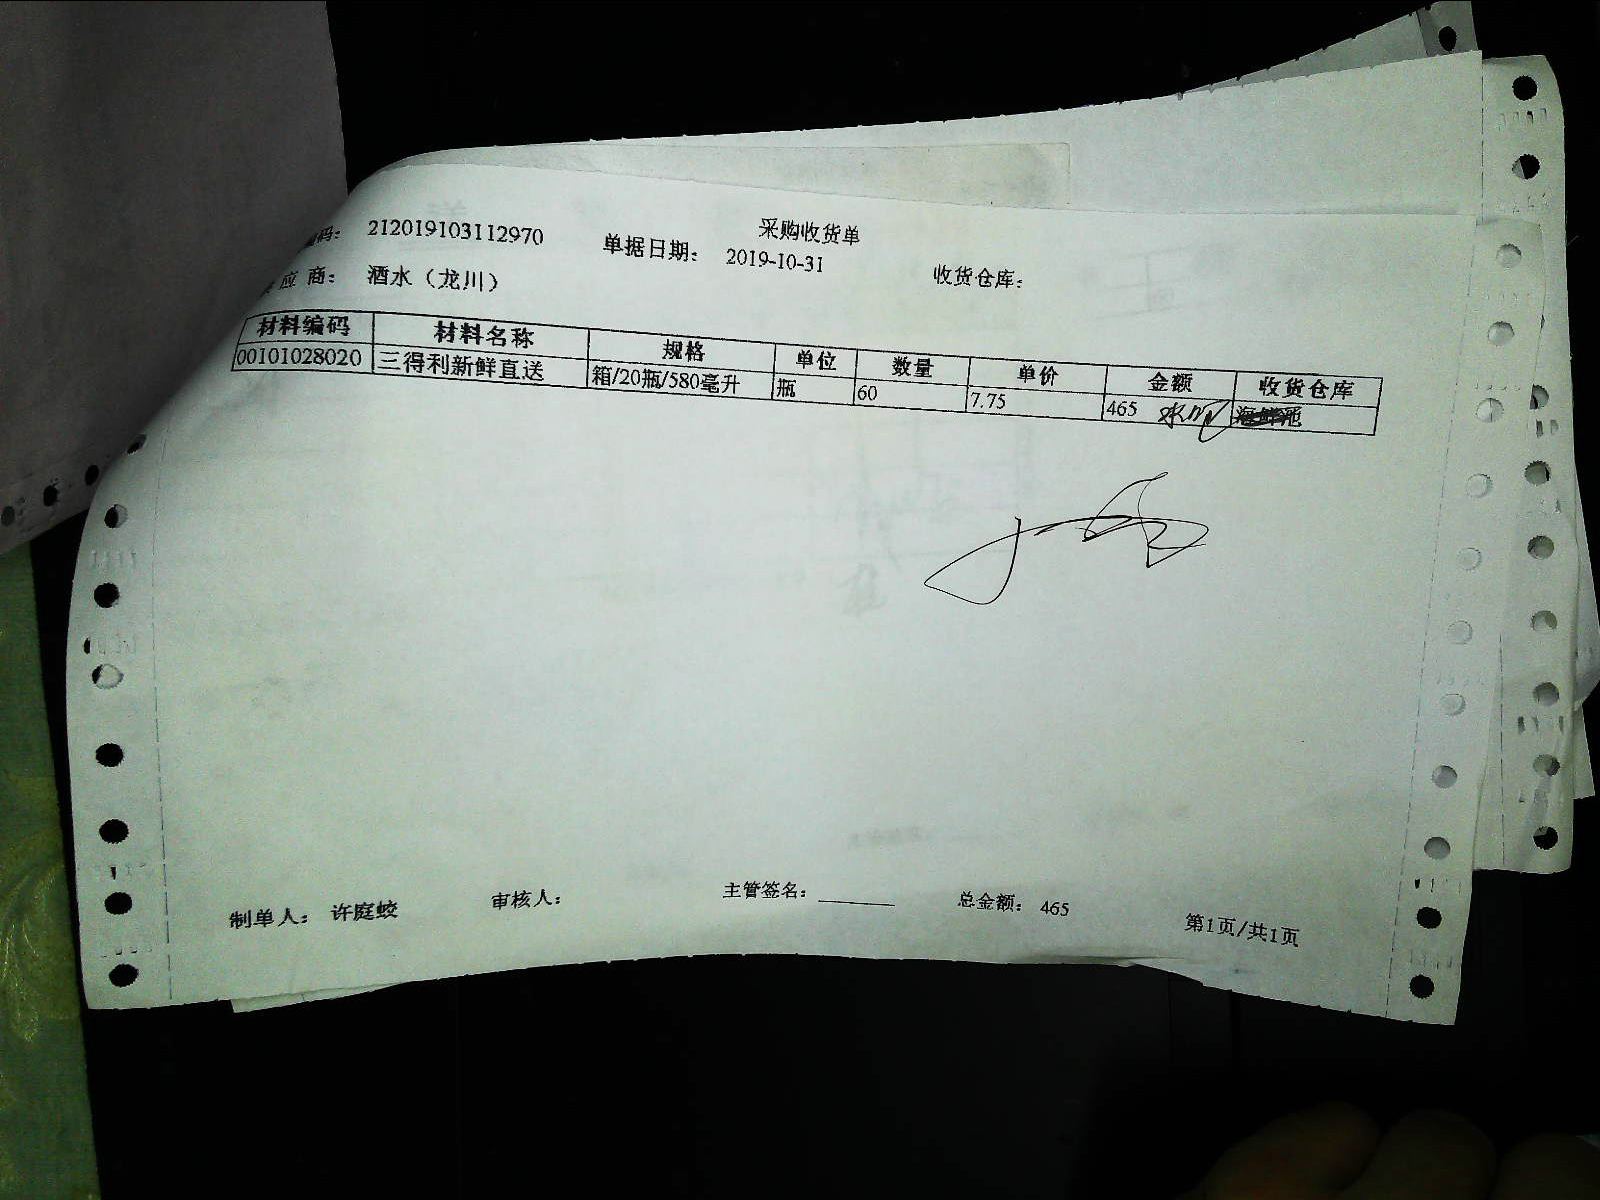 采购收货单
码: 212019103112970 单据日期: 2019-10-31 收货仓库:
应 商: 酒水（龙川）
材料编码 材料名称 规格 单位 数量 单价 金额 收货仓库
00101028020 三得利新鲜直送 箱/20瓶/580毫升 瓶 60 7.75 465 水吧
制单人: 许庭蛟 审核人: 主管签名: ________ 总金额: 465 第1页/共1页